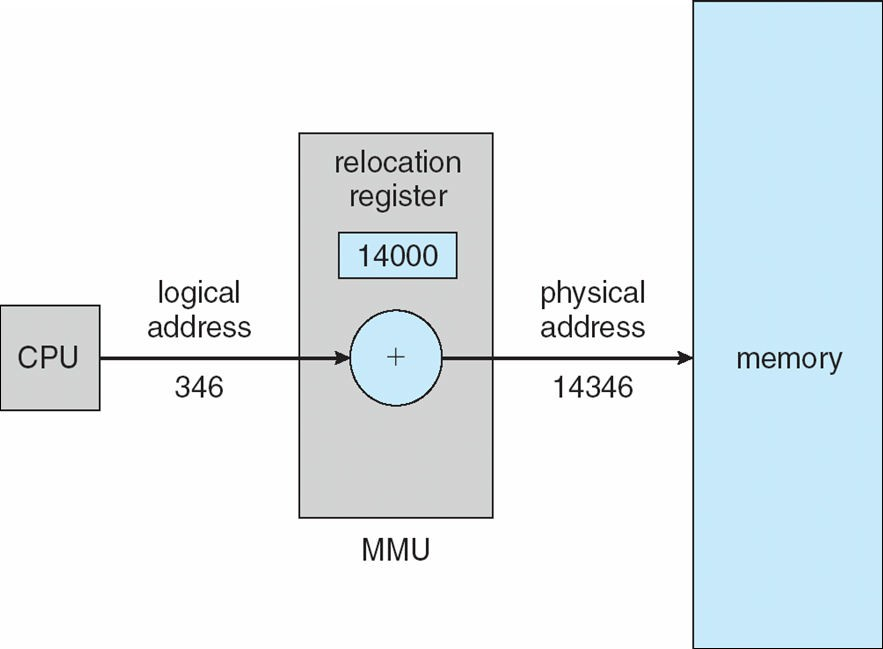 relocation
register
14000
logical
address
physical
address
CPU
+
memory
346
14346
MMU